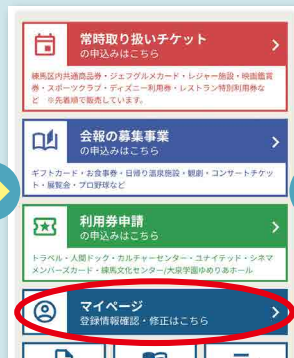 常時取り扱いチケット
の申込みはこちら
練馬区内共通商品券・ジェフグルメカード・レジャー施設・映画鑑賞
券・スポーツクラブ・ディズニー利用券・レストラン特別利用券な
ど ※先着順で販売しています。
会報の募集事業
の申込みはこちら
ギフトカード・お食事券・日帰り温泉施設・観劇・コンサートチケッ
ト・展覧会・プロ野球など
利用券申請
の申込みはこちら
トラベル・人間ドック・カルチャーセンター・ユナイテッド・シネマ
メンバーズカード・練馬文化センター/大泉学園ゆめりあホール
マイページ
登録情報確認・修正はこちら